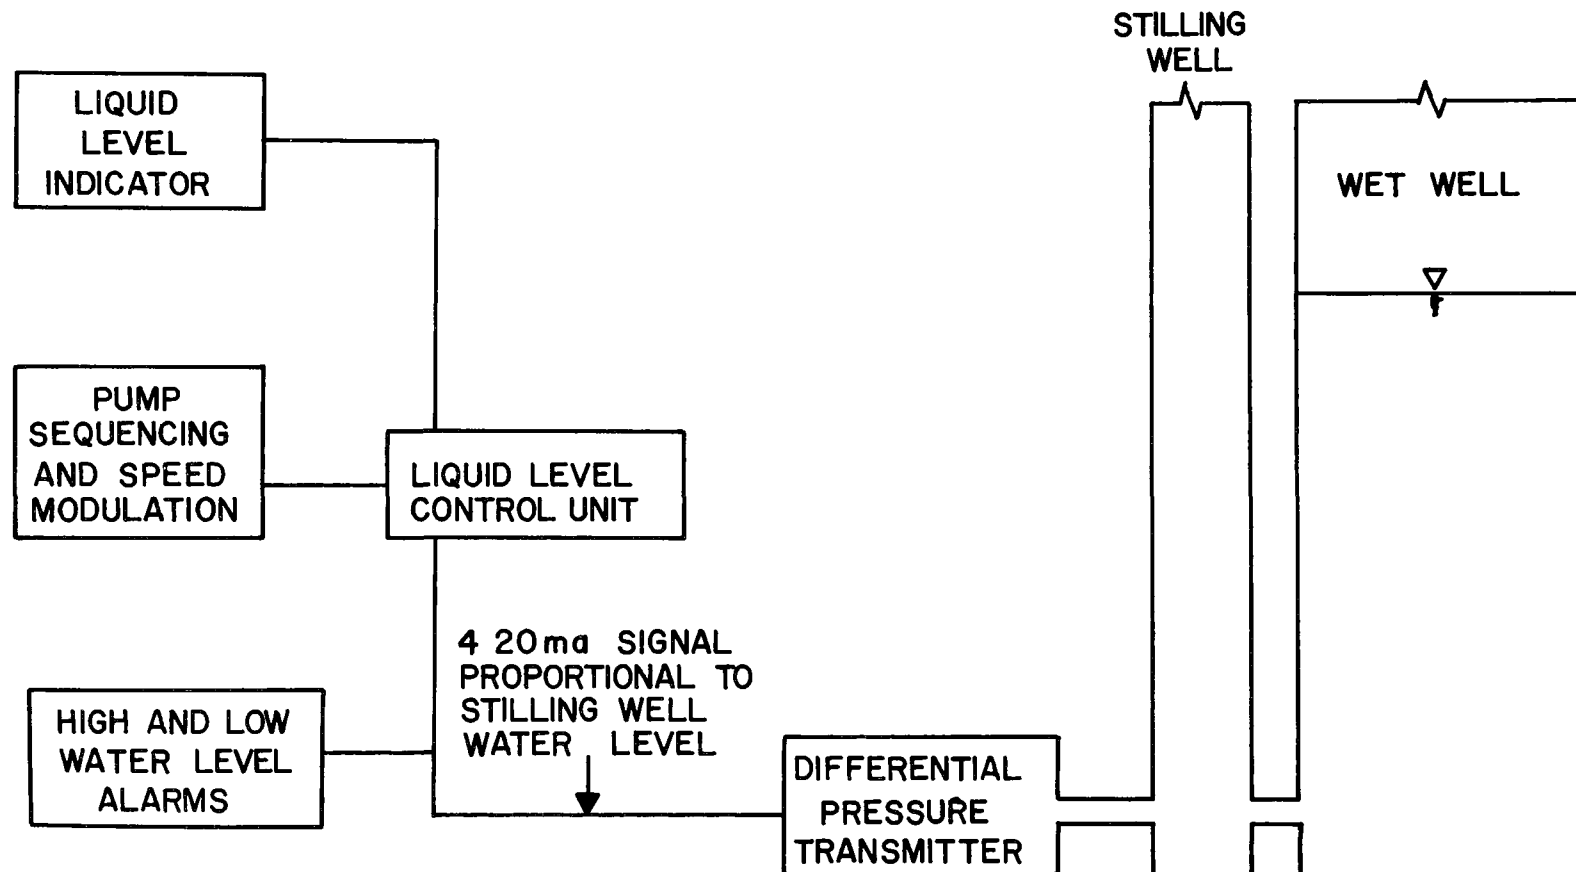 STILLING
WELL
LIQUID
LEVEL
INDICATOR
WET WELL
PUMP
SEQUENCING
AND SPEED
MODULATION
LIQUID LEVEL
CONTROL UNIT
4 20ma SIGNAL
PROPORTIONAL TO
STILLING WELL
WATER LEVEL
HIGH AND LOW
WATER LEVEL
ALARMS
DIFFERENTIAL
PRESSURE
TRANSMITTER